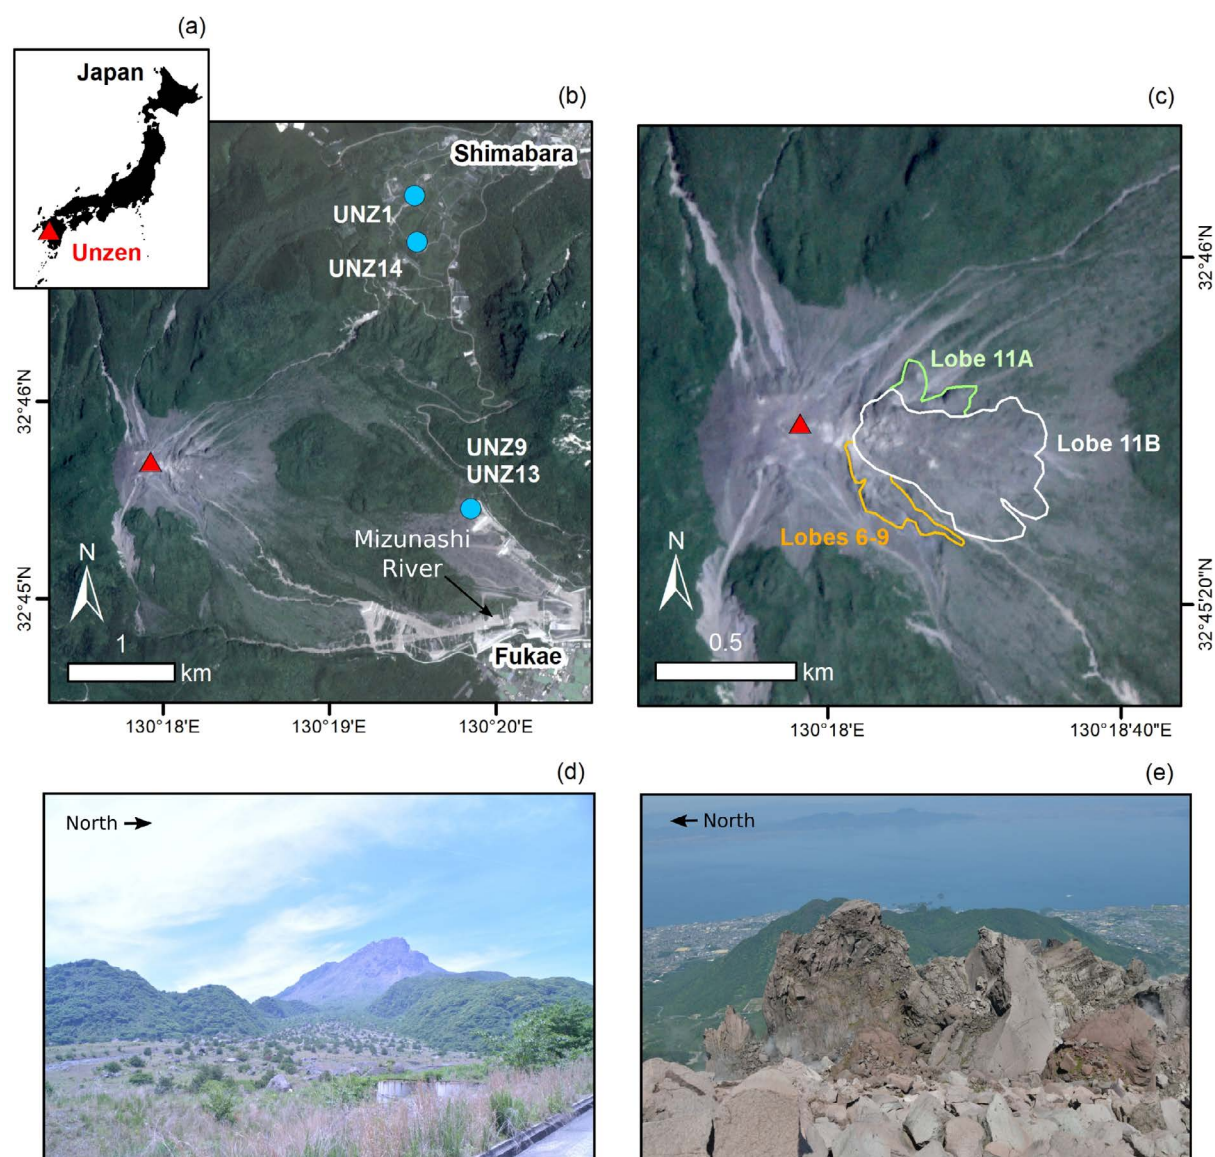 (a)
Japan
Unzen
(b)
Shimabara
UNZ1
UNZ14
UNZ9
UNZ13
Mizunashi
River
Fukae
N
1
km
32°46'N
32°45'N
130°18'E
130°19'E
130°20'E
(c)
Lobe 11A
Lobe 11B
Lobes 6-9
N
0.5
km
32°46'N
32°45'20"N
130°18'E
130°18'40"E
(d)
North
(e)
North